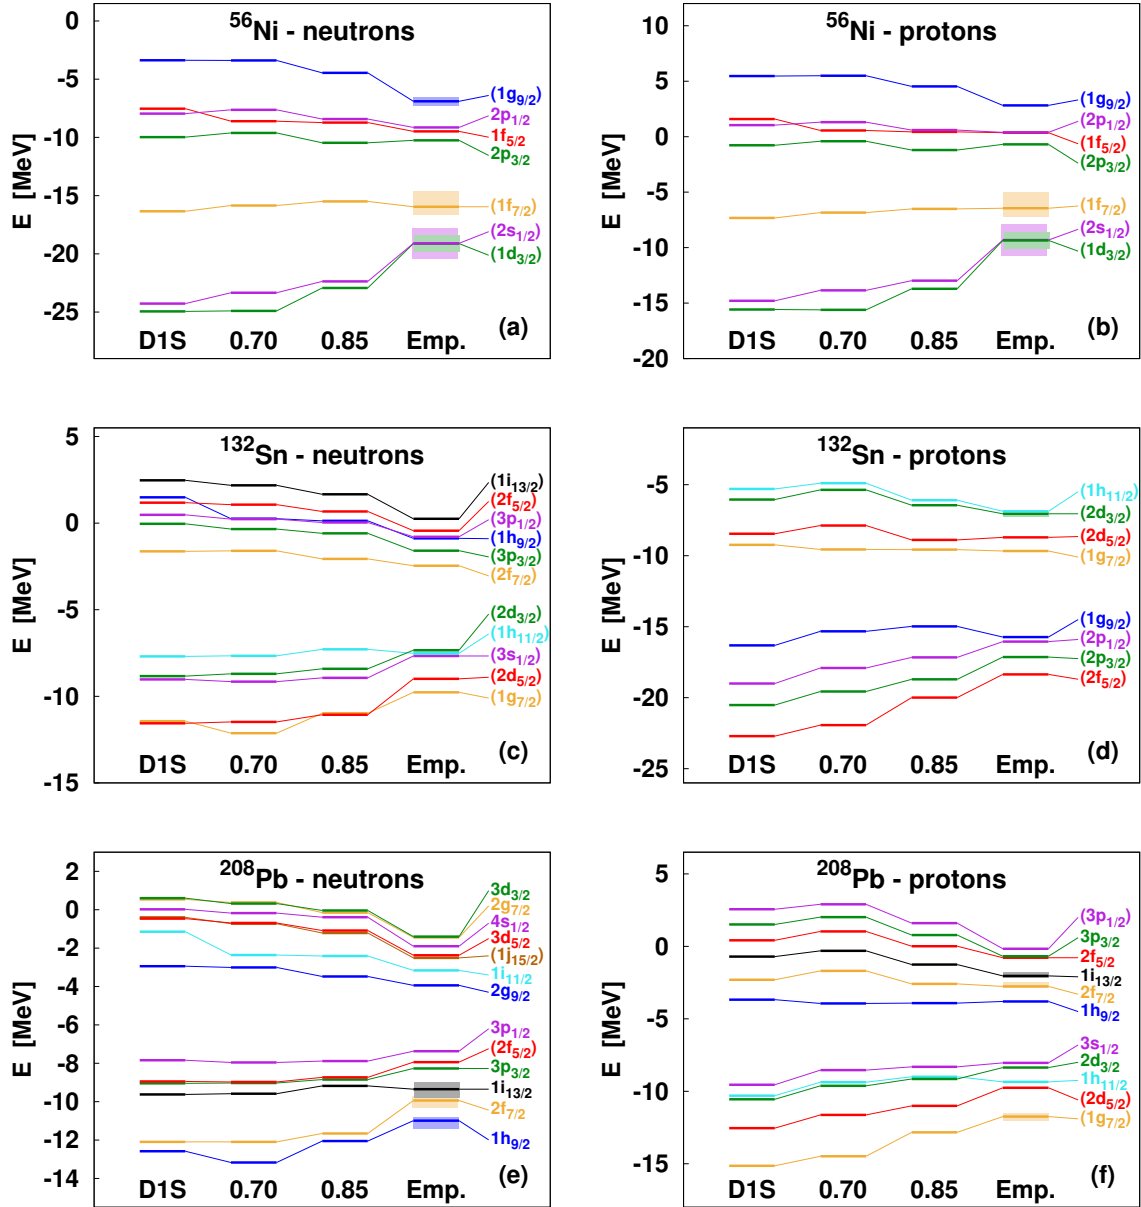 ⁵⁶Ni - neutrons
E [MeV]
0
-5
-10
-15
-20
-25
(1g9/2)
2p1/2
1f5/2
2p3/2
(1f7/2)
(2s1/2)
(1d3/2)
D1S 0.70 0.85 Emp.
(a)
⁵⁶Ni - protons
E [MeV]
10
5
0
-5
-10
-15
-20
(1g9/2)
(2p1/2)
(1f5/2)
(2p3/2)
(1f7/2)
(2s1/2)
(1d3/2)
D1S 0.70 0.85 Emp.
(b)
¹³²Sn - neutrons
E [MeV]
5
0
-5
-10
-15
(1i13/2)
(2f5/2)
(3p1/2)
(1h9/2)
(3p3/2)
(2f7/2)
(2d3/2)
(1h11/2)
(3s1/2)
(2d5/2)
(1g7/2)
D1S 0.70 0.85 Emp.
(c)
¹³²Sn - protons
E [MeV]
-5
-10
-15
-20
-25
(1h11/2)
(2d3/2)
(2d5/2)
(1g7/2)
(1g9/2)
(2p1/2)
(2p3/2)
(2f5/2)
D1S 0.70 0.85 Emp.
(d)
²⁰⁸Pb - neutrons
E [MeV]
2
0
-2
-4
-6
-8
-10
-12
-14
3d3/2
2g7/2
4s1/2
3d5/2
(1j15/2)
1i11/2
2g9/2
3p1/2
(2f5/2)
3p3/2
1i13/2
2f7/2
1h9/2
D1S 0.70 0.85 Emp.
(e)
²⁰⁸Pb - protons
E [MeV]
5
0
-5
-10
-15
(3p1/2)
3p3/2
2f5/2
1i13/2
2f7/2
1h9/2
3s1/2
2d3/2
1h11/2
(2d5/2)
(1g7/2)
D1S 0.70 0.85 Emp.
(f)